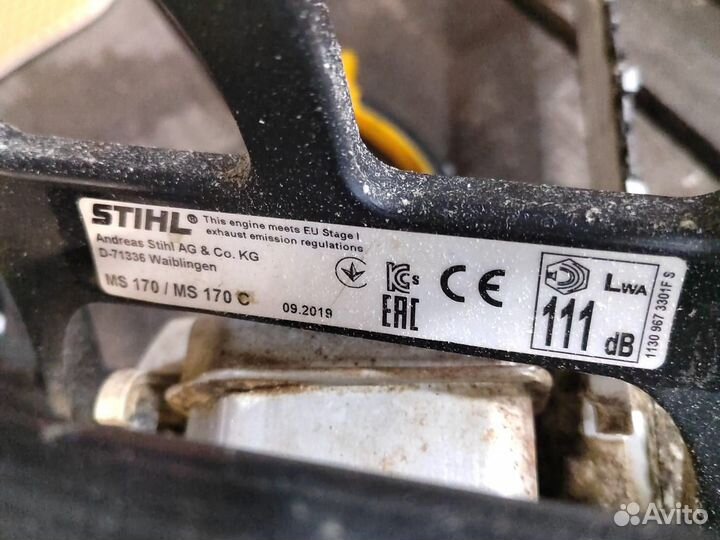 STIHL® This engine meets EU Stage I
exhaust emission regulations
Andreas Stihl AG & Co. KG
D-71336 Waiblingen
MS 170 / MS 170 C
09.2019
EAC
CE
LWA
111 dB
1130 967 3301F S
Avito